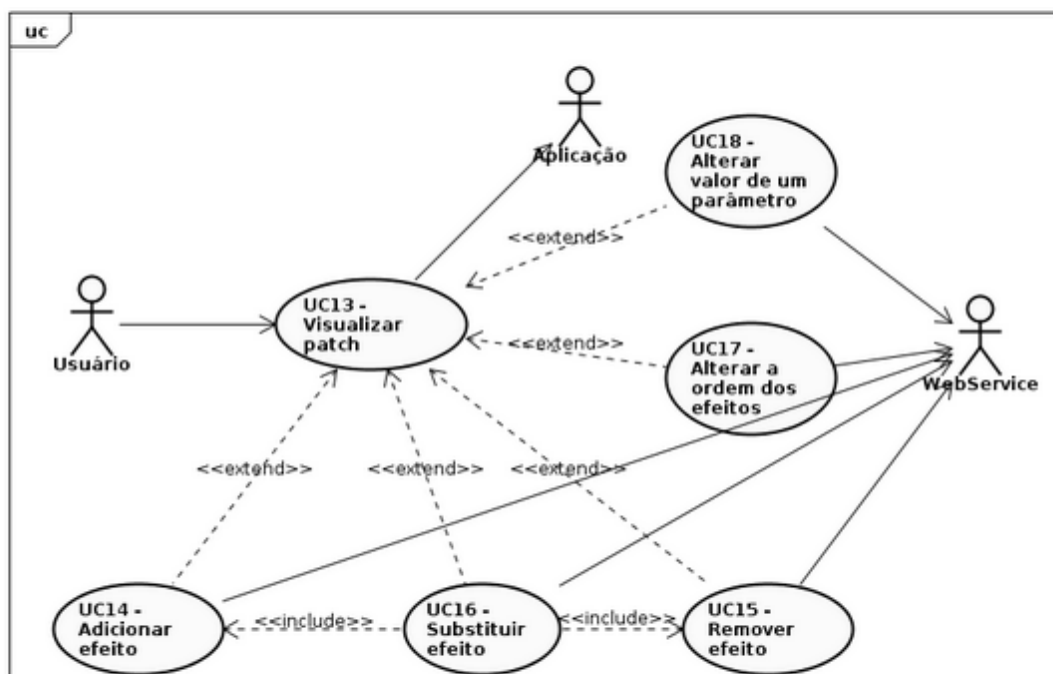 uc
Aplicação
UC18 -
Alterar
valor de um
parâmetro
<<extend>>
UC13 -
Visualizar
patch
Usuário
<<extend>>
UC17 -
Alterar a
ordem dos
efeitos
WebService
<<extend>>
<<extend>>
<<extend>>
UC14 -
Adicionar
efeito
<<include>>
UC16 -
Substituir
efeito
<<include>>
UC15 -
Remover
efeito